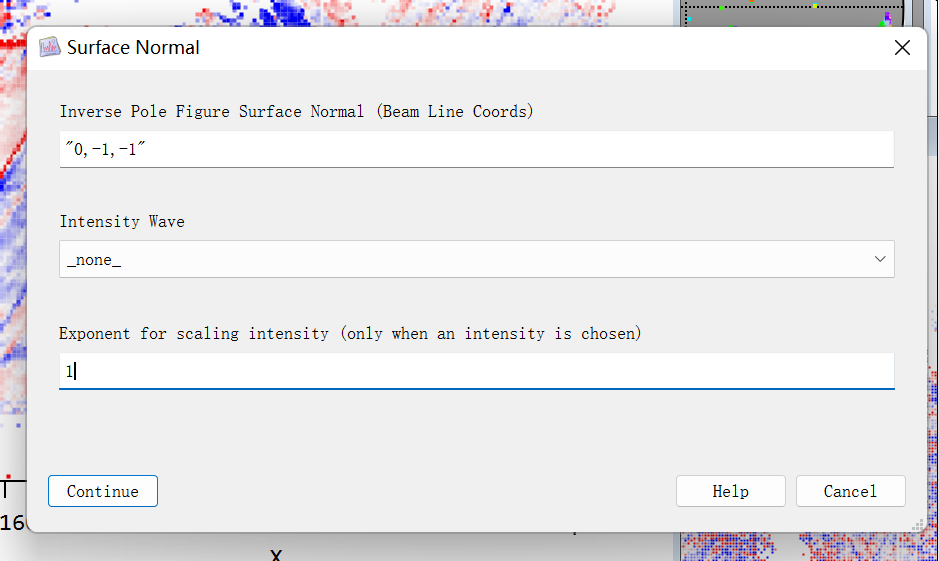 Surface Normal
Inverse Pole Figure Surface Normal (Beam Line Coords)
"0,-1,-1"
Intensity Wave
_none_
Exponent for scaling intensity (only when an intensity is chosen)
1
Continue
Help
Cancel
X